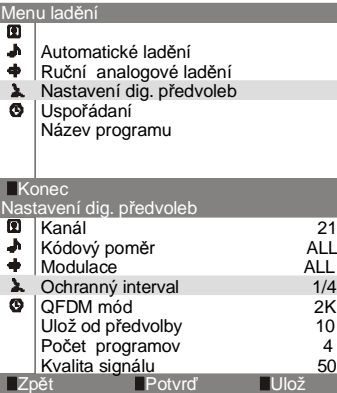 Menu ladění
Automatické ladění
Ruční analogové ladění
Nastavení dig. předvoleb
Uspořádaní
Název programu
Konec
Nastavení dig. předvoleb
Kanál 21
Kódový poměr ALL
Modulace ALL
Ochranný interval 1/4
QFDM mód 2K
Ulož od předvolby 10
Počet programov 4
Kvalita signálu 50
Zpět Potvrď Ulož